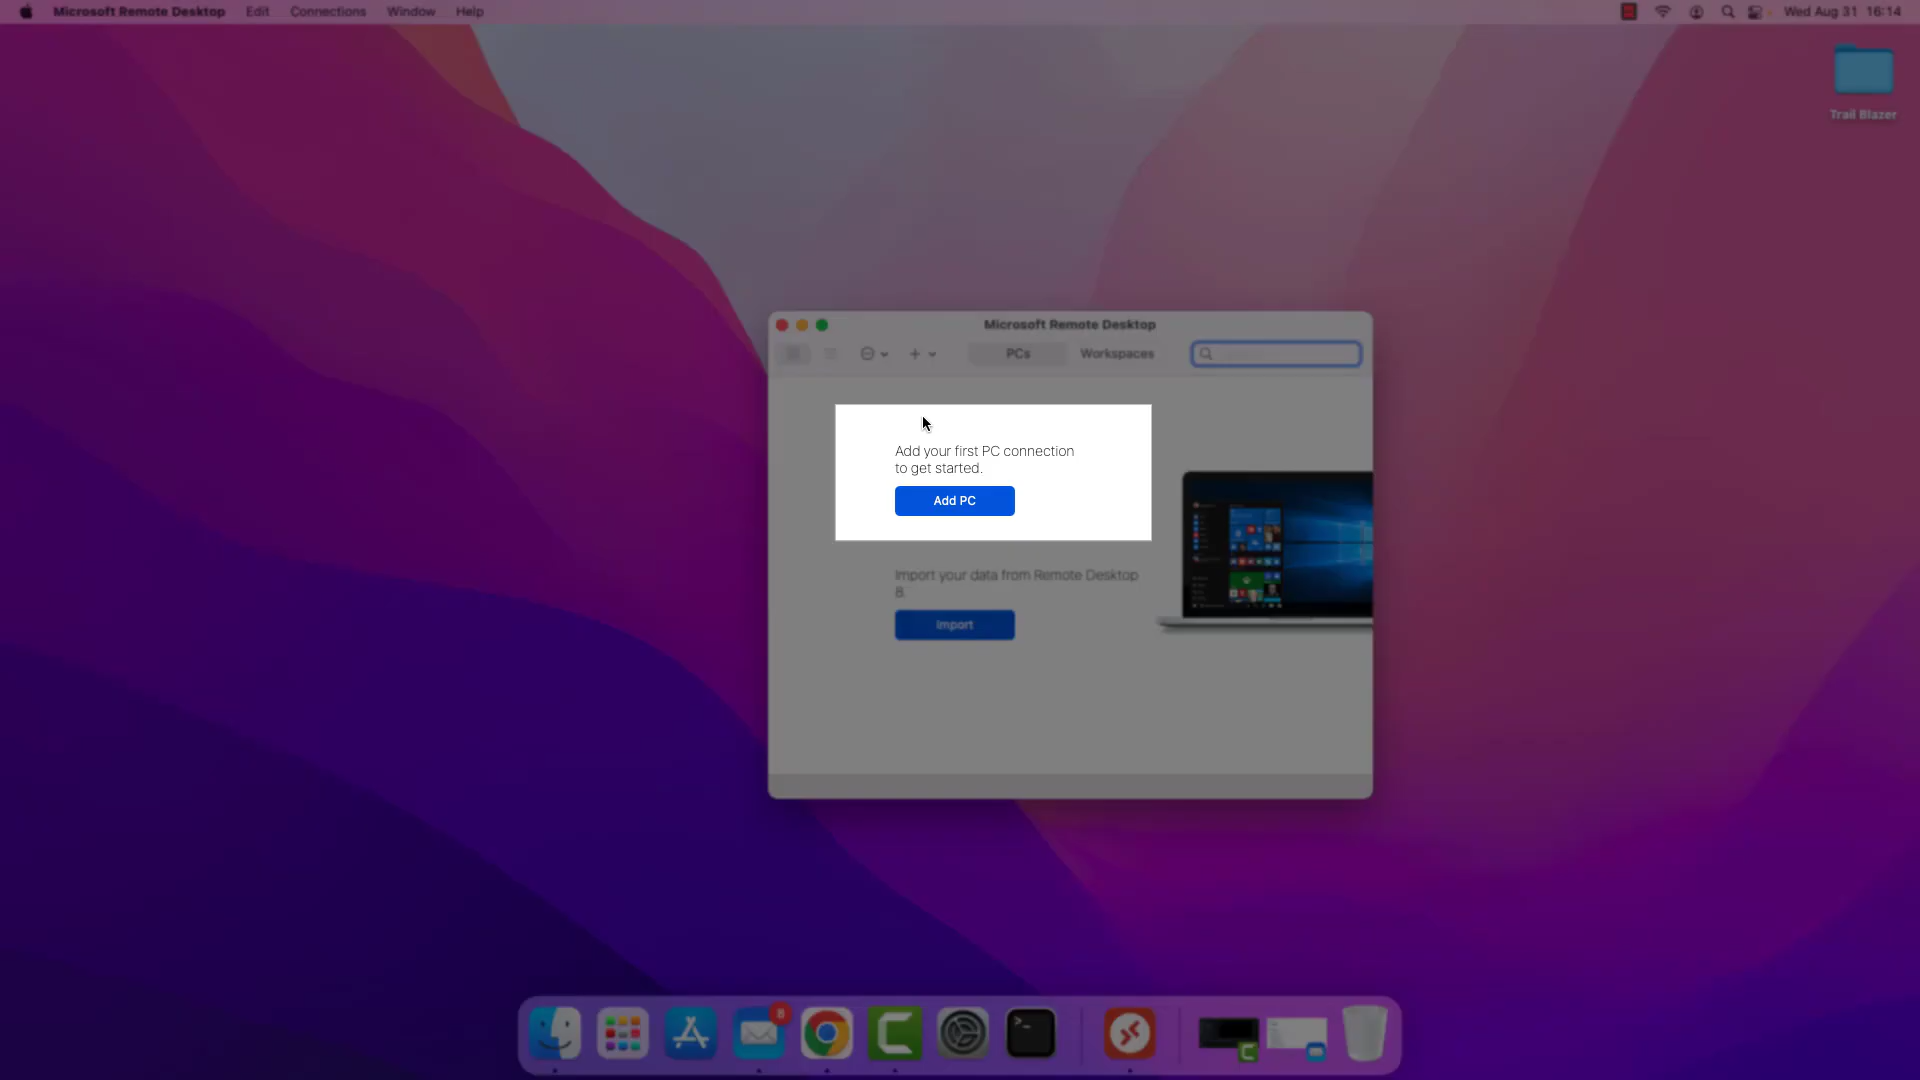 Microsoft Remote Desktop Edit Connections Window Help Wed Aug 31 16:14
Trail Blazer
Microsoft Remote Desktop
PCs Workspaces
Add your first PC connection
to get started.
Add PC
Import your data from Remote Desktop
8.
Import
8